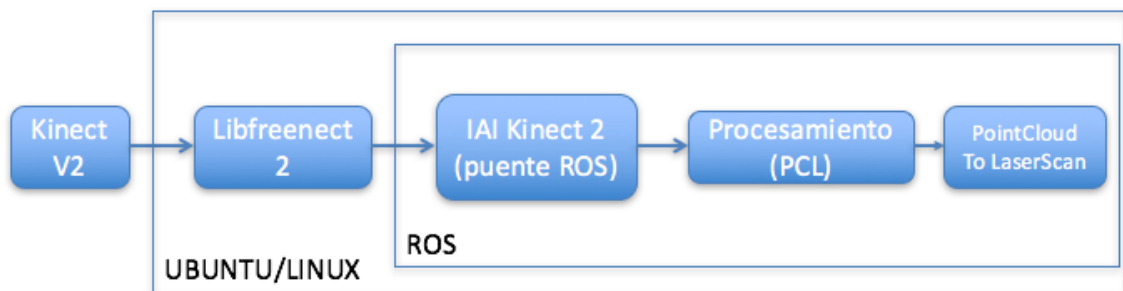 Kinect
V2
Libfreenect
2
IAI Kinect 2
(puente ROS)
Procesamiento
(PCL)
PointCloud
To LaserScan
ROS
UBUNTU/LINUX